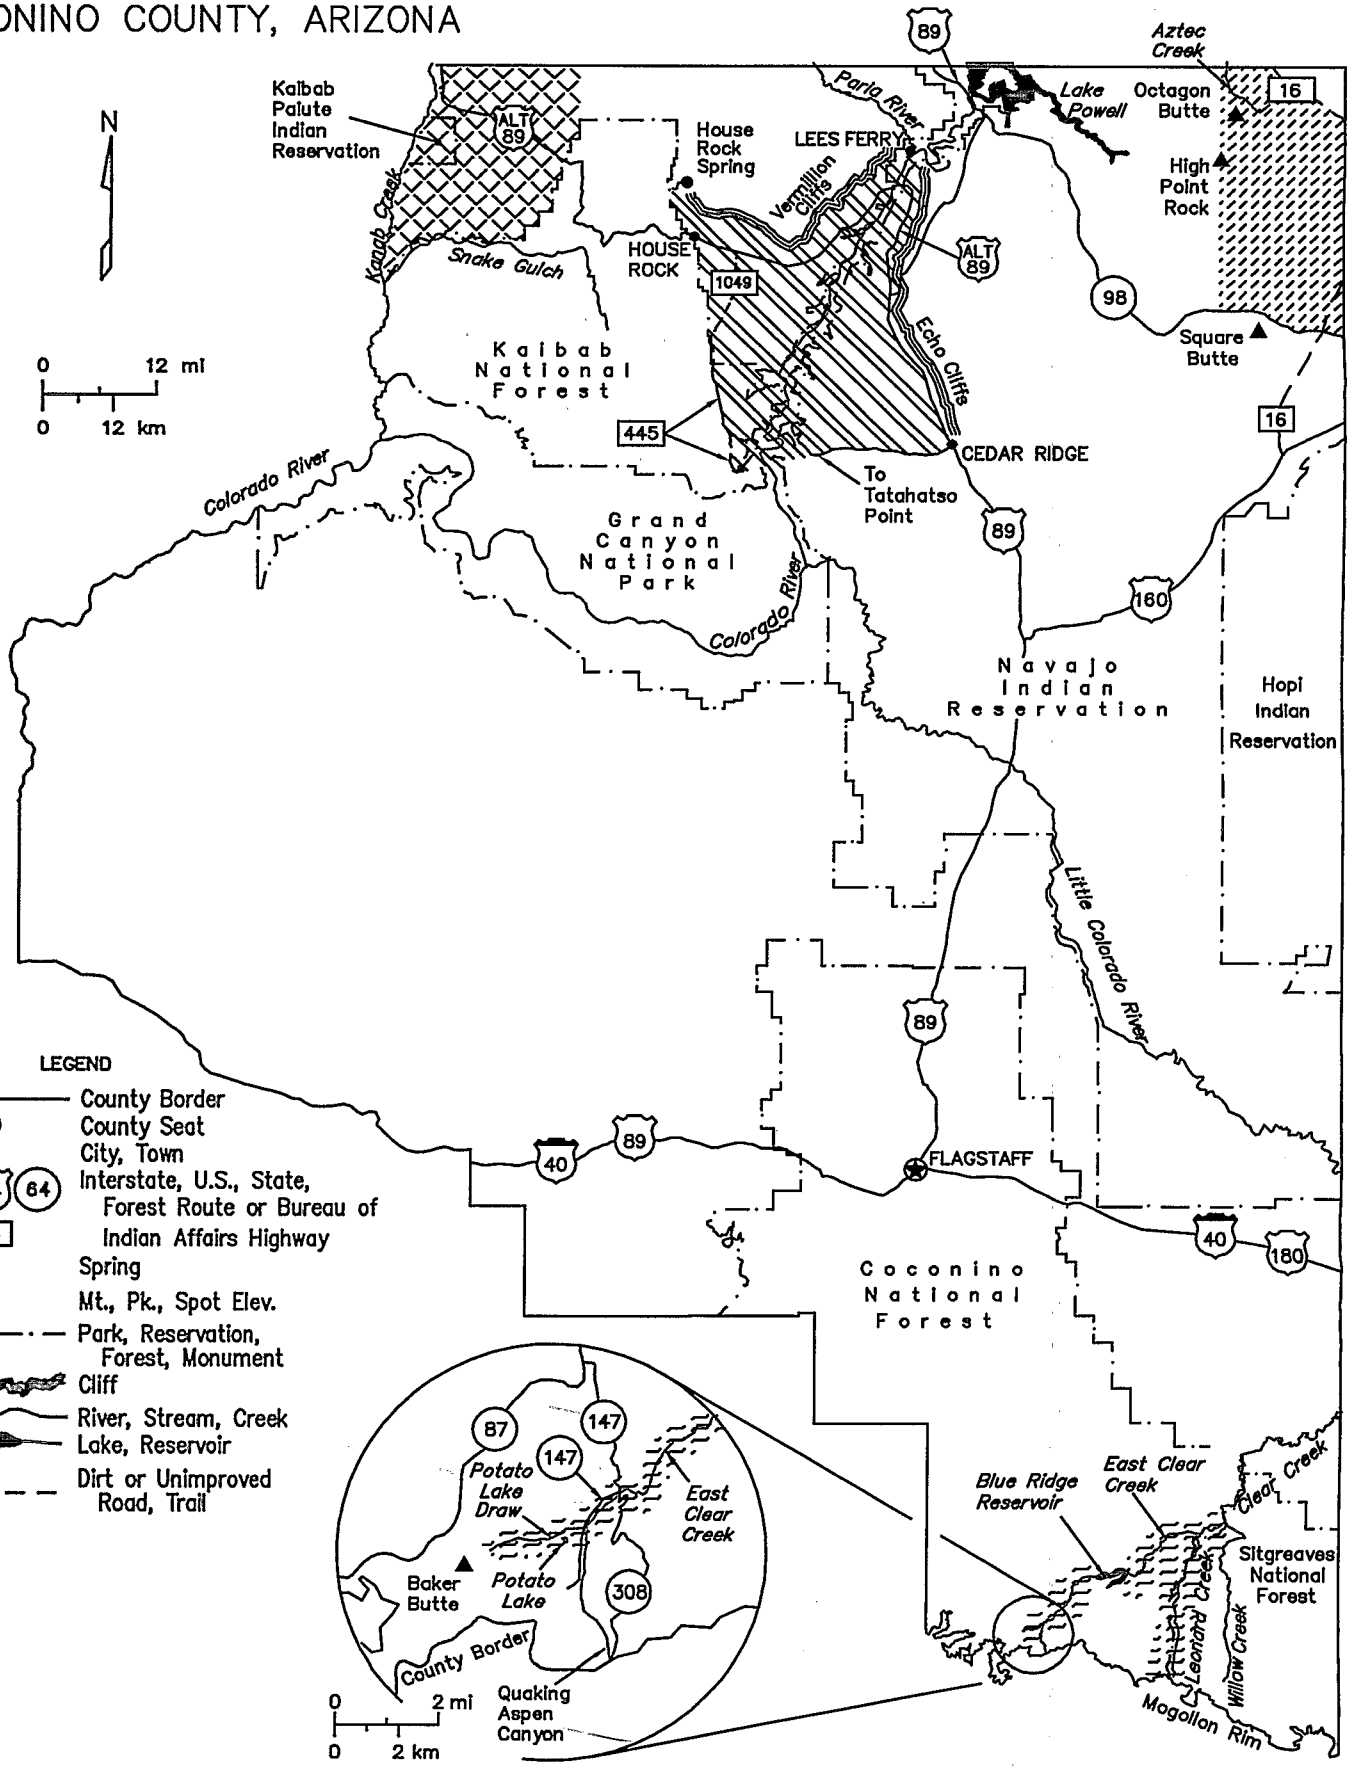 ONINO COUNTY, ARIZONA
89
Aztec
Creek
16
Kaibab
Paiute
Indian
Reservation
N
ALT
89
Paria River
Lake
Powell
Octagon
Butte
House
Rock
Spring
LEES FERRY
Vermillion
Cliffs
High
Point
Rock
Kanab Creek
Snake Gulch
HOUSE
ROCK
1049
ALT
89
98
Echo Cliffs
Square
Butte
0 12 mi
0 12 km
Kaibab
National
Forest
445
16
CEDAR RIDGE
To
Tatahatso
Point
Colorado River
Grand
Canyon
National
Park
89
160
Colorado River
Navajo
Indian
Reservation
Hopi
Indian
Reservation
Little Colorado River
89
LEGEND
County Border
County Seat
City, Town
64
Interstate, U.S., State,
Forest Route or Bureau of
Indian Affairs Highway
Spring
Mt., Pk., Spot Elev.
Park, Reservation,
Forest, Monument
Cliff
River, Stream, Creek
Lake, Reservoir
Dirt or Unimproved
Road, Trail
40
89
FLAGSTAFF
40
180
Coconino
National
Forest
87
147
147
Potato
Lake
Draw
East
Clear
Creek
Baker
Butte
Potato
Lake
308
County Border
Quaking
Aspen
Canyon
0 2 mi
0 2 km
Blue Ridge
Reservoir
East Clear
Creek
Clear Creek
Sitgreaves
National
Forest
Leonard Creek
Willow Creek
Mogollon Rim